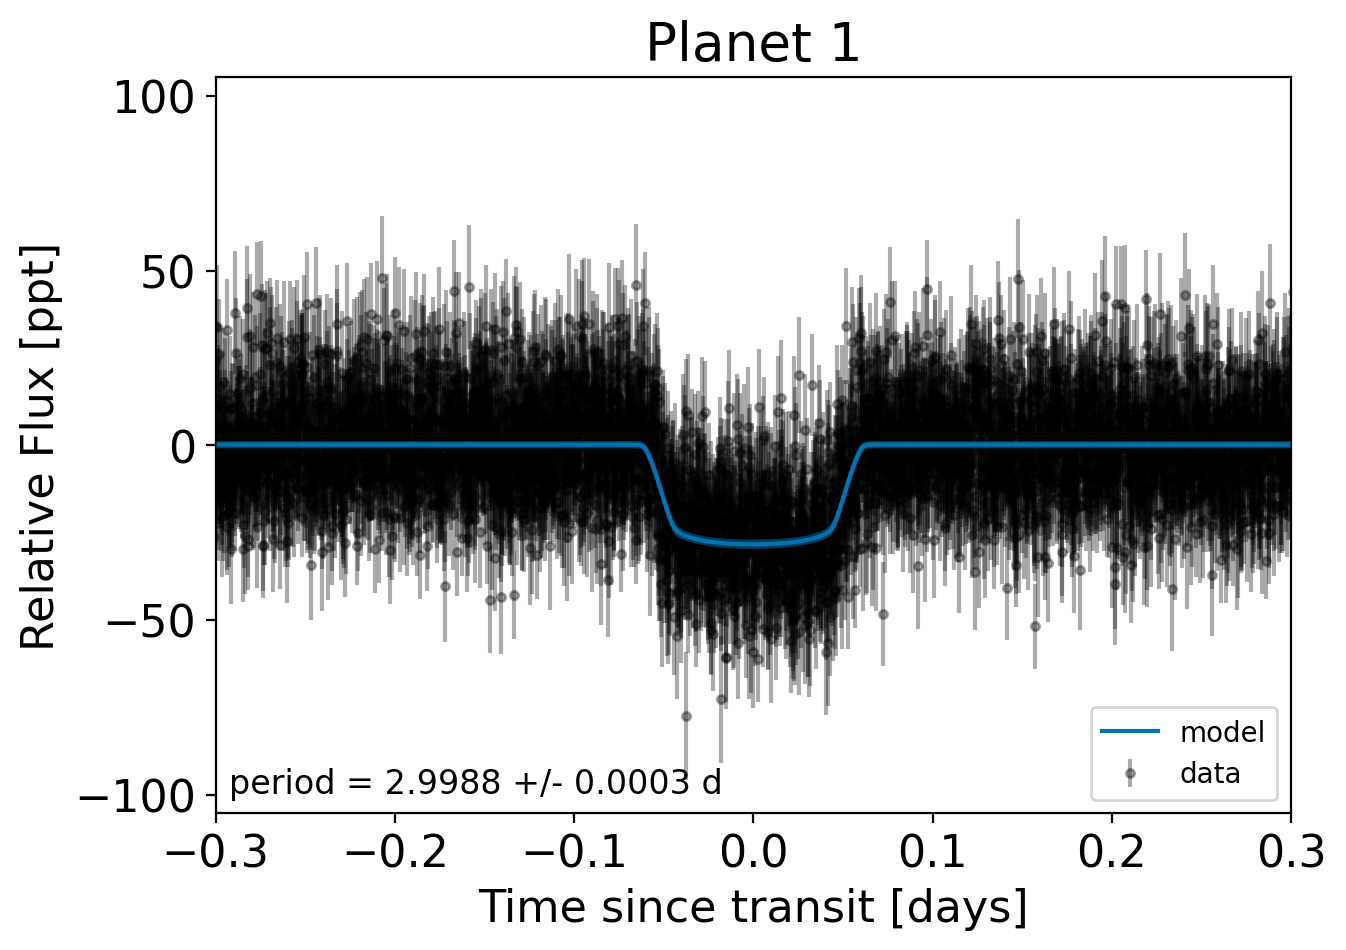 Planet 1
Relative Flux [ppt]
100
50
0
−50
−100
period = 2.9988 +/- 0.0003 d
model
data
−0.3 −0.2 −0.1 0.0 0.1 0.2 0.3
Time since transit [days]